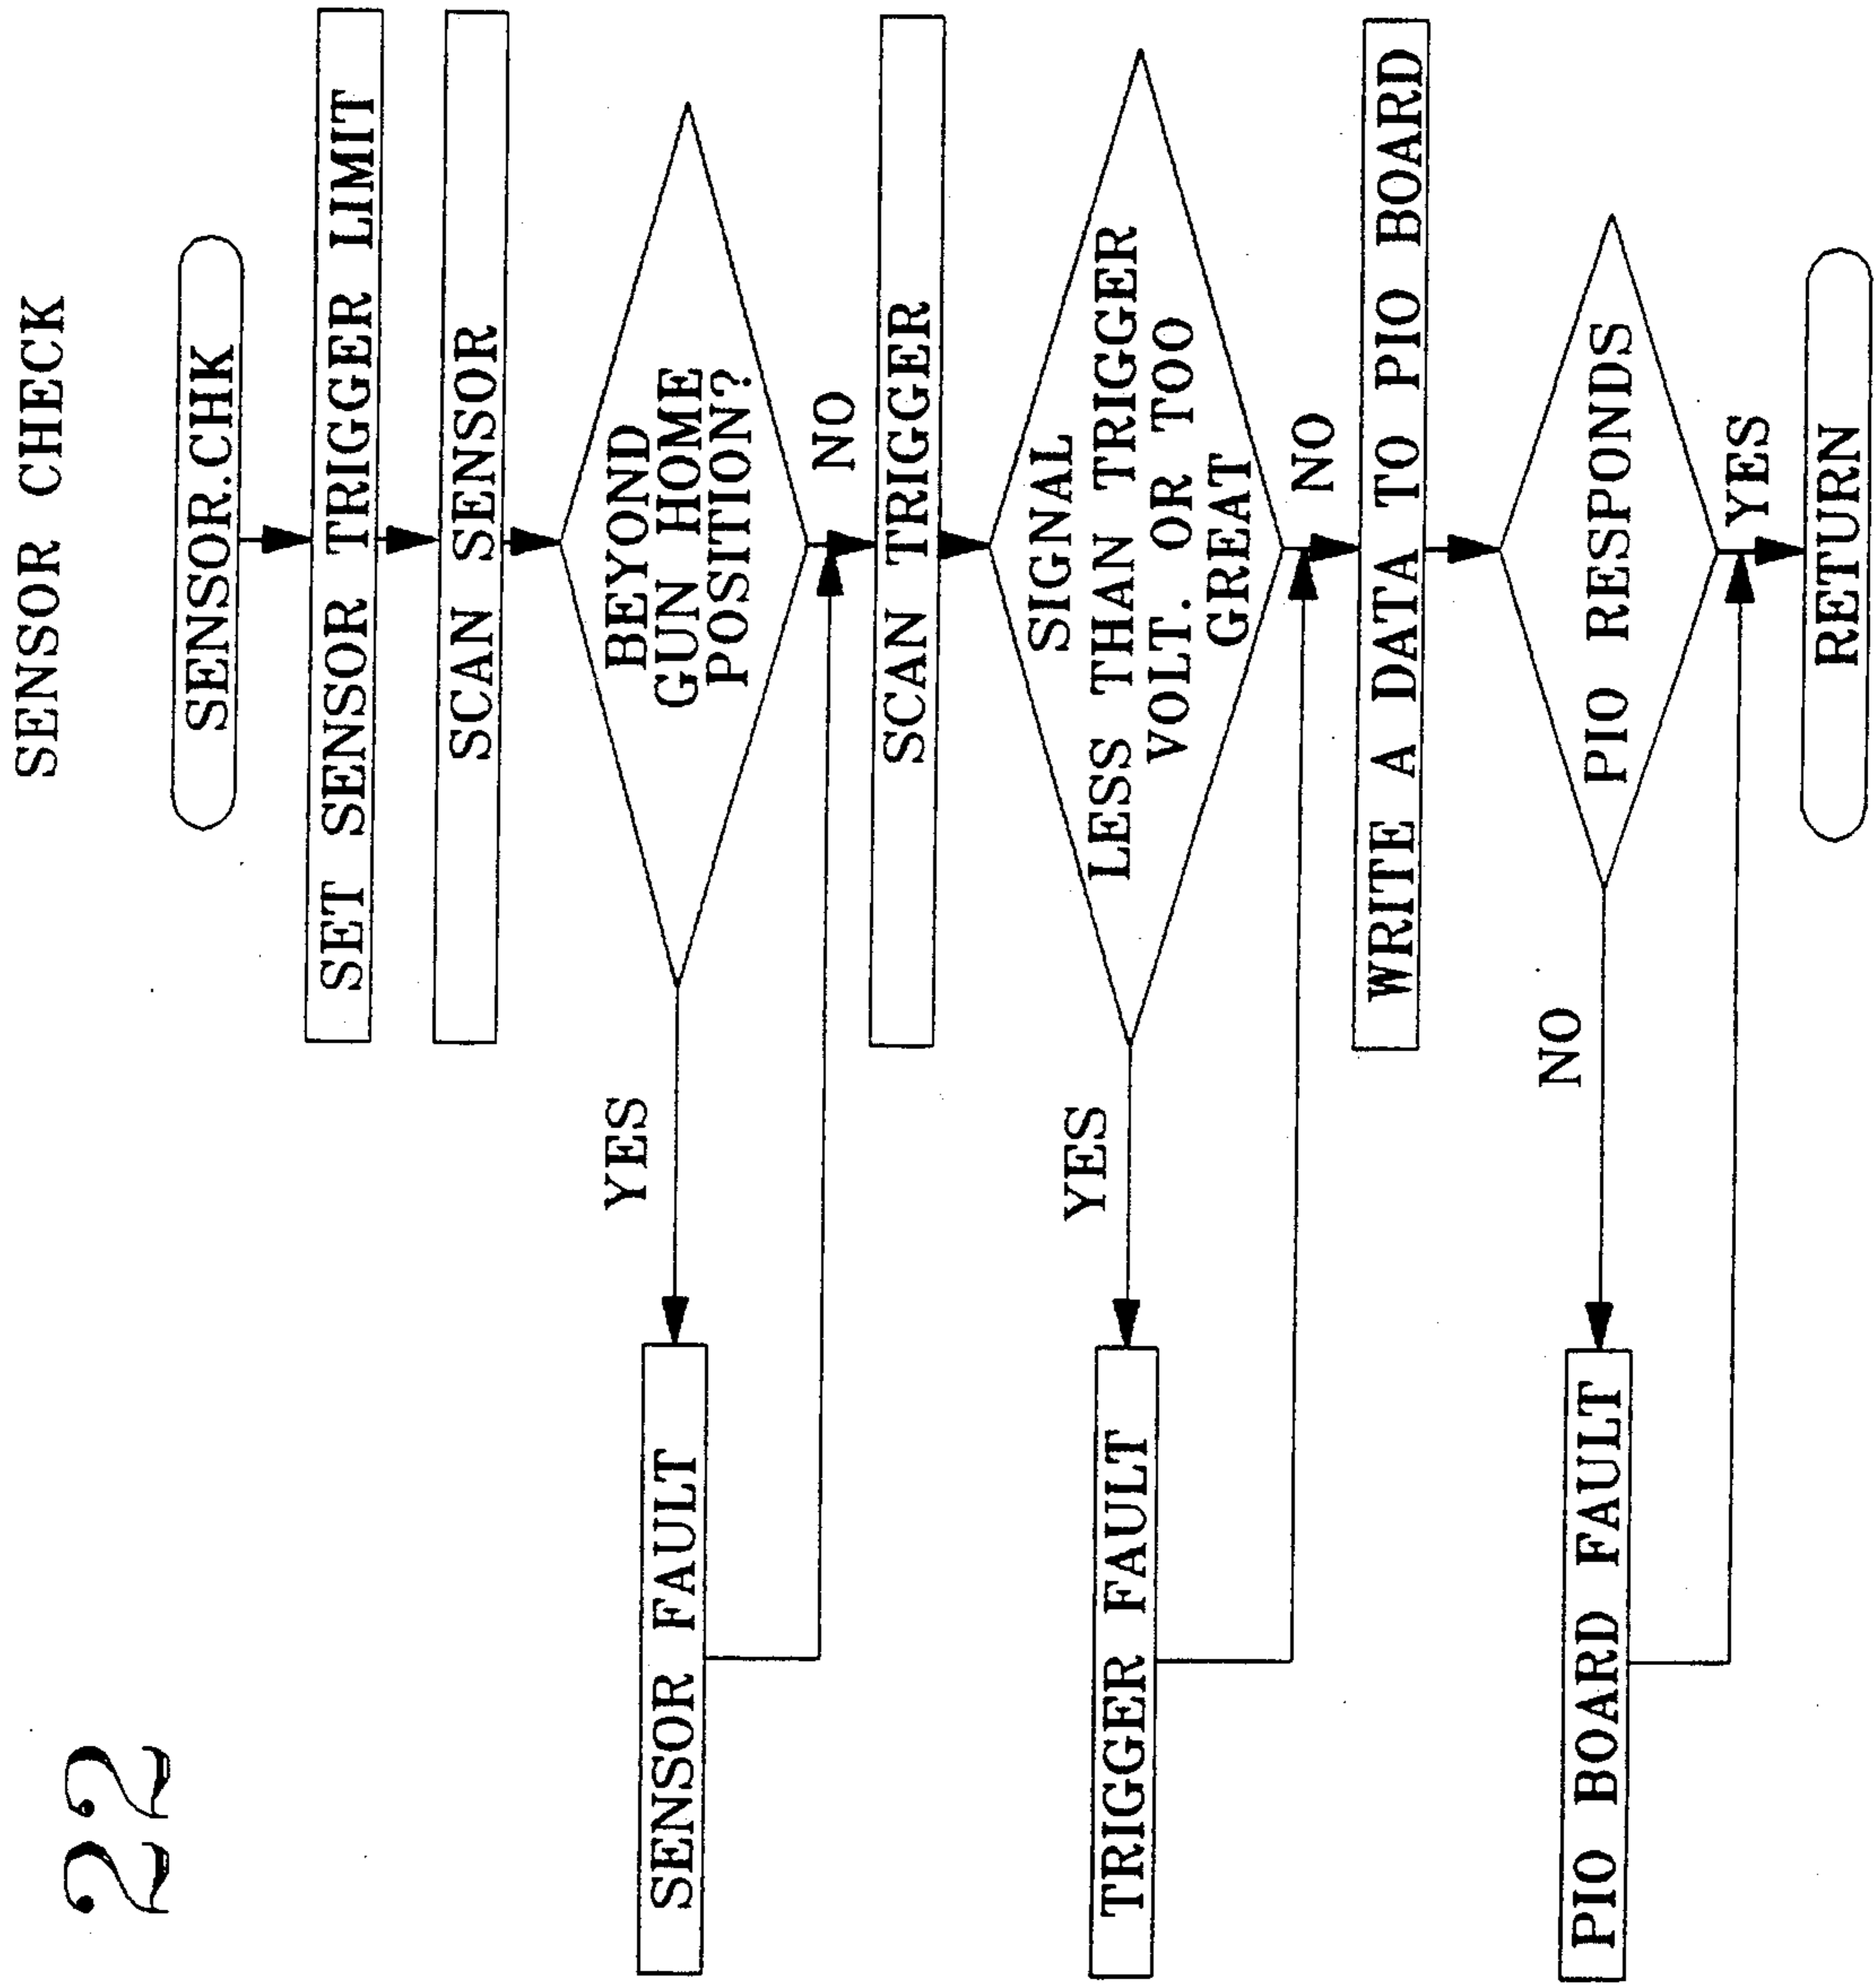 22
SENSOR CHECK
SENSOR.CHK
SET SENSOR TRIGGER LIMIT
SCAN SENSOR
BEYOND
GUN HOME
POSITION?
YES
SENSOR FAULT
NO
SCAN TRIGGER
SIGNAL
LESS THAN TRIGGER
VOLT. OR TOO
GREAT
YES
TRIGGER FAULT
NO
WRITE A DATA TO PIO BOARD
PIO RESPONDS
NO
PIO BOARD FAULT
YES
RETURN